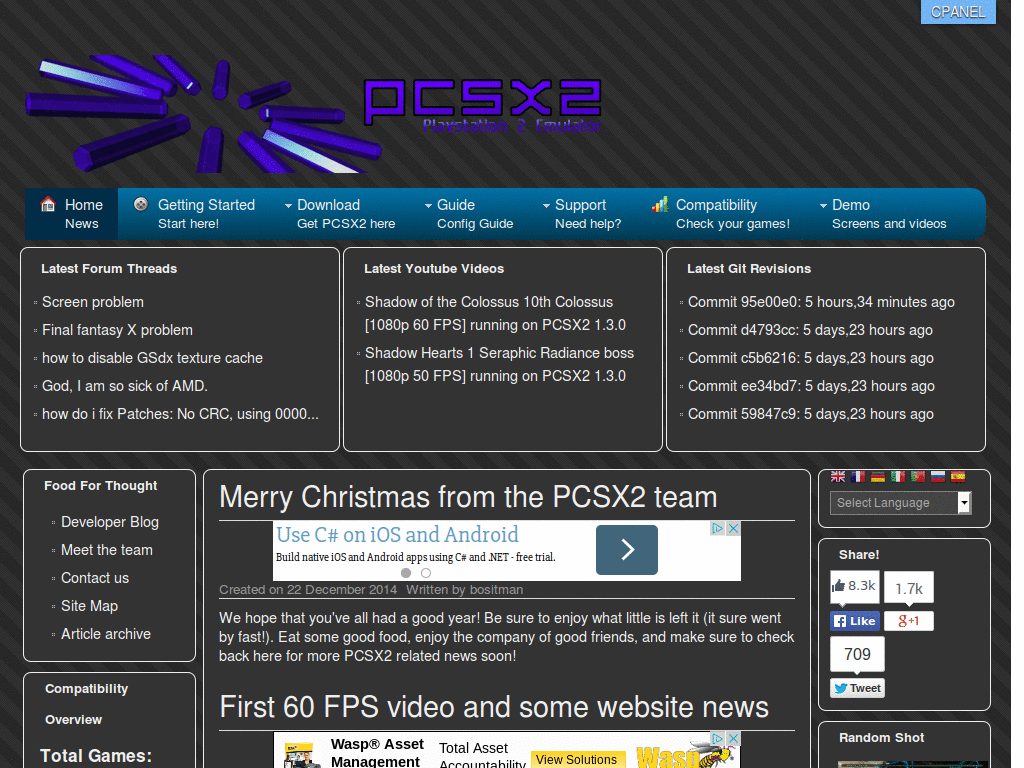 CPANEL
PCSX2
Playstation 2 Emulator
Home
News
Getting Started
Start here!
Download
Get PCSX2 here
Guide
Config Guide
Support
Need help?
Compatibility
Check your games!
Demo
Screens and videos
Latest Forum Threads
Screen problem
Final fantasy X problem
how to disable GSdx texture cache
God, I am so sick of AMD.
how do i fix Patches: No CRC, using 0000...
Latest Youtube Videos
Shadow of the Colossus 10th Colossus
[1080p 60 FPS] running on PCSX2 1.3.0
Shadow Hearts 1 Seraphic Radiance boss
[1080p 50 FPS] running on PCSX2 1.3.0
Latest Git Revisions
Commit 95e00e0: 5 hours,34 minutes ago
Commit d4793cc: 5 days,23 hours ago
Commit c5b6216: 5 days,23 hours ago
Commit ee34bd7: 5 days,23 hours ago
Commit 59847c9: 5 days,23 hours ago
Food For Thought
Developer Blog
Meet the team
Contact us
Site Map
Article archive
Compatibility
Overview
Total Games:
Merry Christmas from the PCSX2 team
Use C# on iOS and Android
Build native iOS and Android apps using C# and .NET - free trial.
Created on 22 December 2014 Written by bositman
We hope that you've all had a good year! Be sure to enjoy what little is left it (it sure went
by fast!). Eat some good food, enjoy the company of good friends, and make sure to check
back here for more PCSX2 related news soon!
First 60 FPS video and some website news
Wasp® Asset
Management
Total Asset
Accountability
View Solutions
Wasp
Select Language
Share!
8.3k
1.7k
Like
g+1
709
Tweet
Random Shot